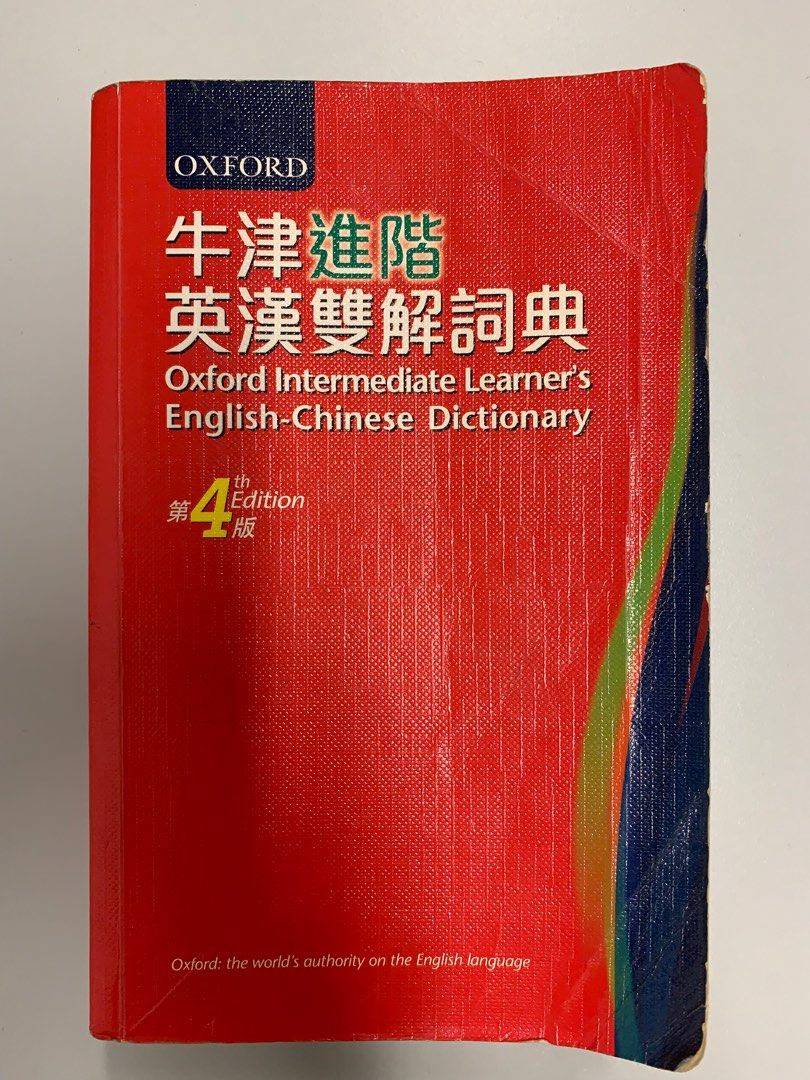 OXFORD
牛津進階
英漢雙解詞典
Oxford Intermediate Learner's
English-Chinese Dictionary
第4th Edition版
Oxford: the world's authority on the English language